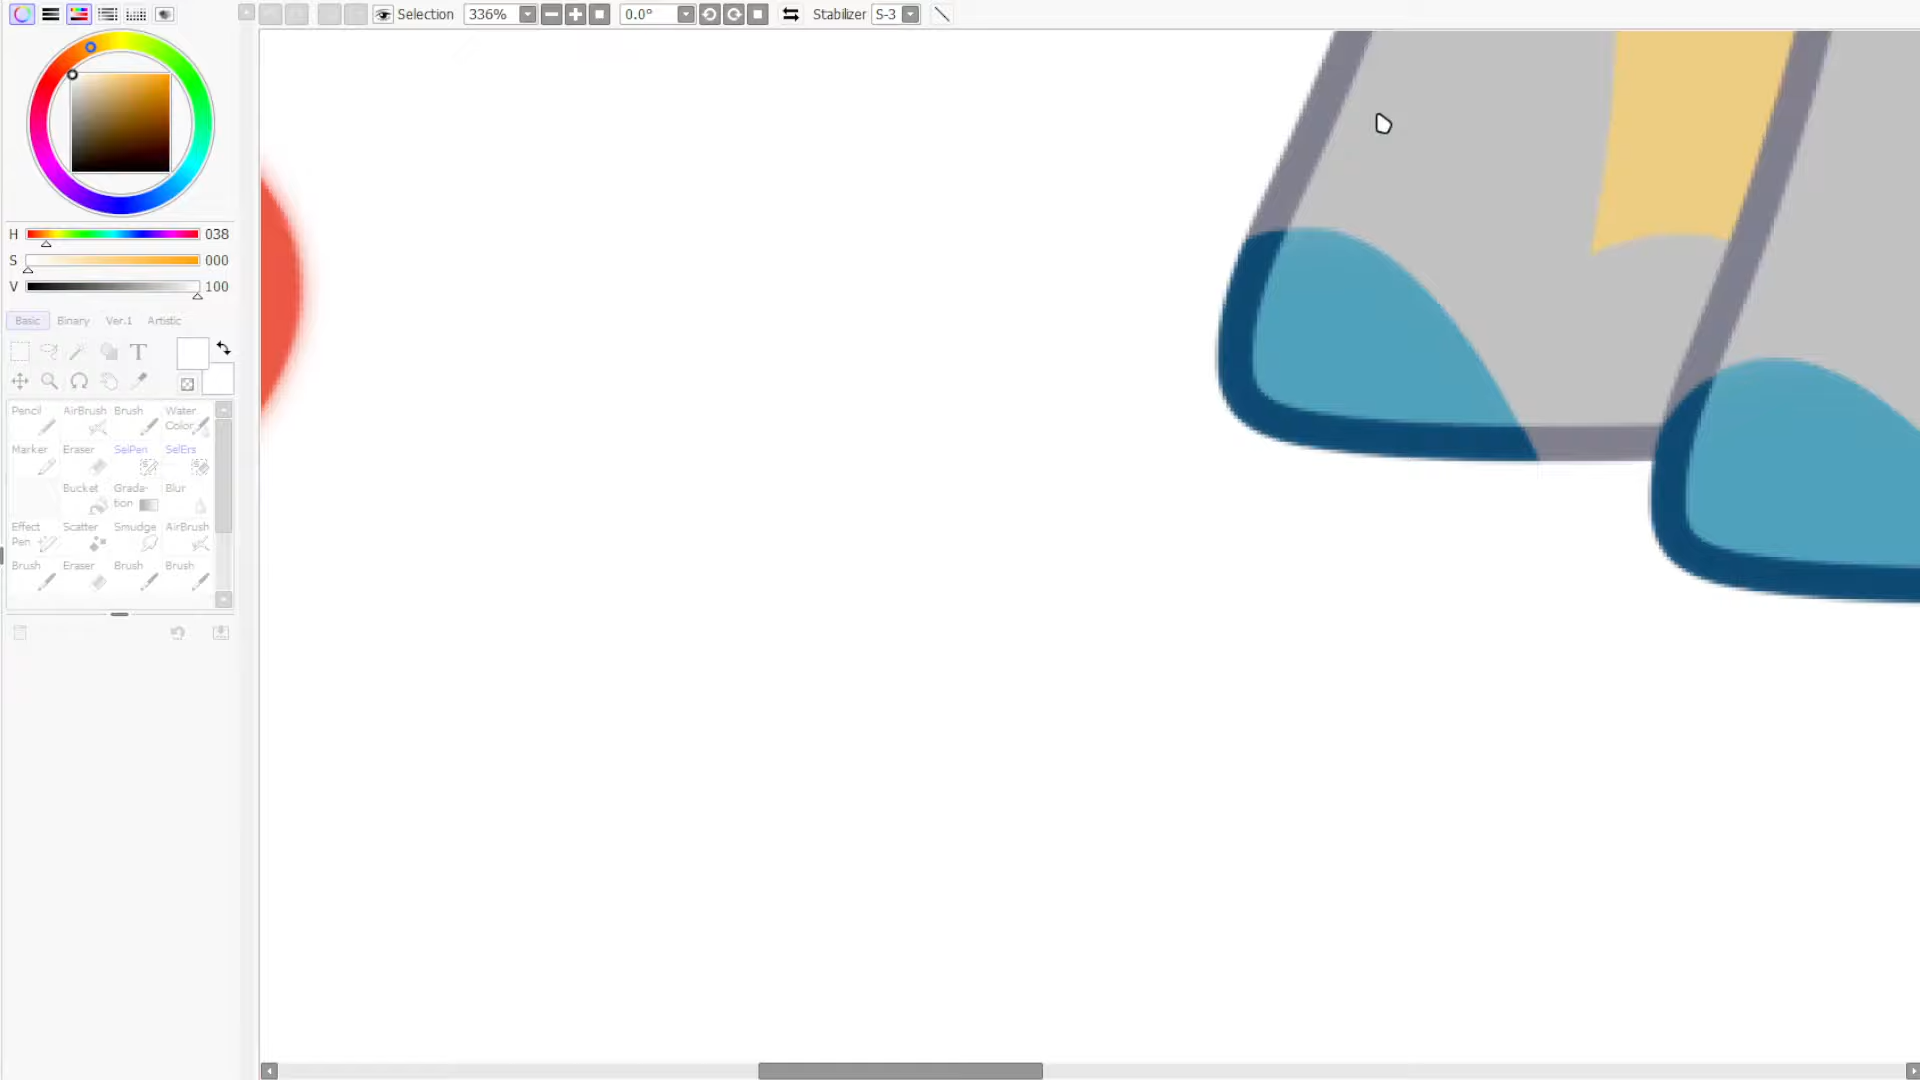 Selection 336% 0.0° Stabilizer S-3
H 038
S 000
V 100
Basic Binary Ver.1 Artistic
T
Pencil AirBrush Brush Water
Color
Marker Eraser SelPen SelErs
Bucket Grada- Blur
tion
Effect Scatter Smudge AirBrush
Pen
Brush Eraser Brush Brush